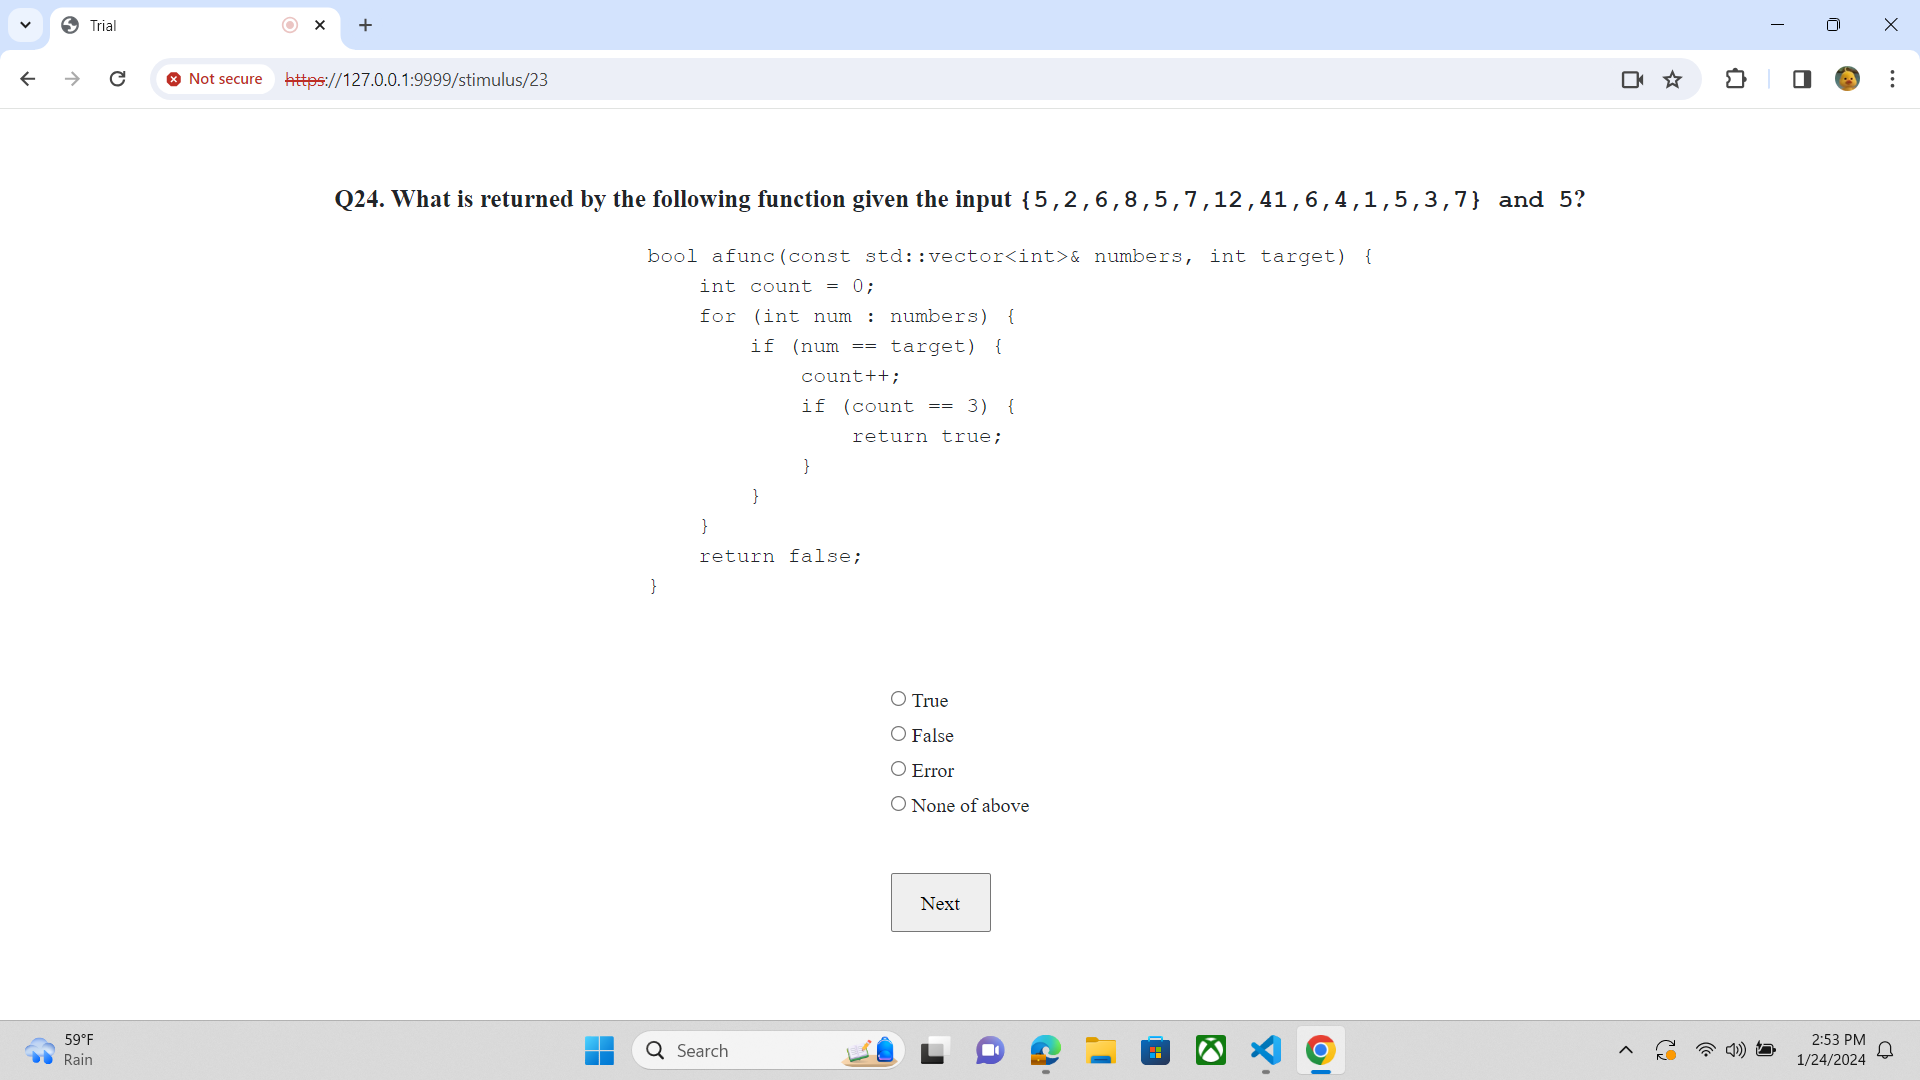 Trial
Not secure
https://127.0.0.1:9999/stimulus/23
Q24. What is returned by the following function given the input {5,2,6,8,5,7,12,41,6,4,1,5,3,7} and 5?
bool afunc(const std::vector<int>& numbers, int target) {
    int count = 0;
    for (int num : numbers) {
        if (num == target) {
            count++;
            if (count == 3) {
                return true;
            }
        }
    }
    return false;
}
True
False
Error
None of above
Next
59°F
Rain
Search
2:53 PM
1/24/2024